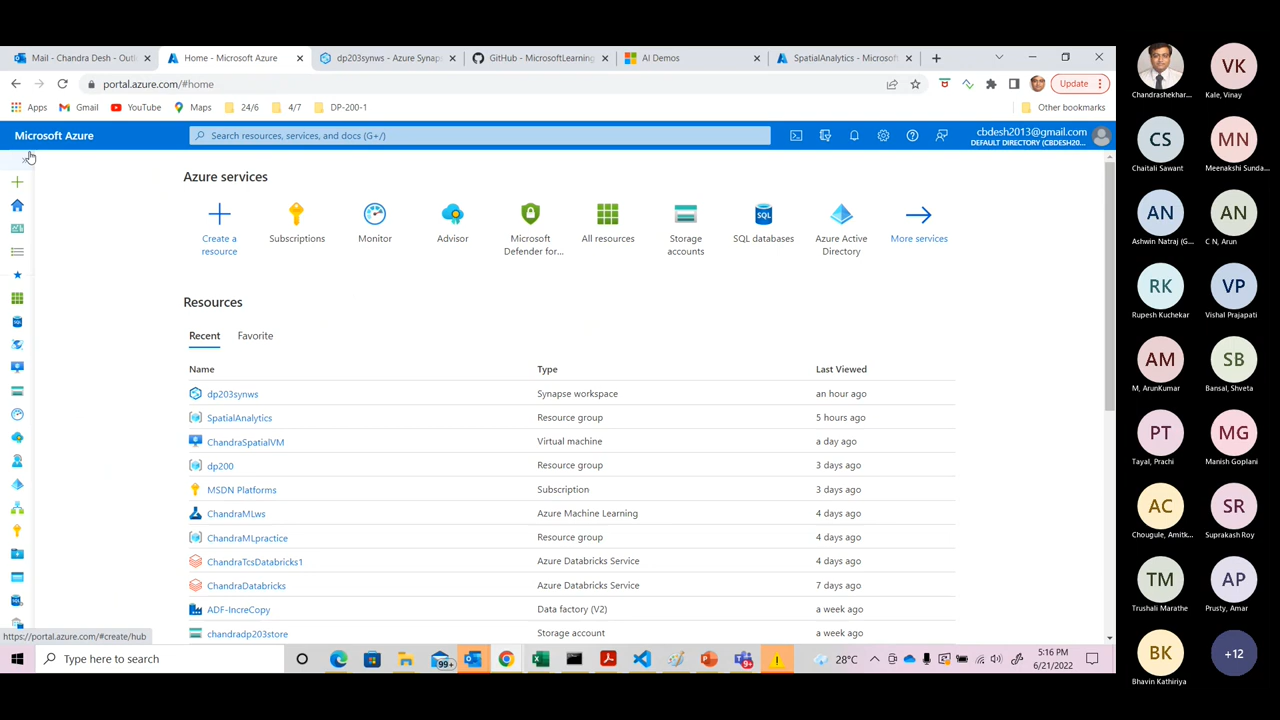 Mail - Chandra Desh - Outl
Home - Microsoft Azure
dp203synws - Azure Synaps
GitHub - MicrosoftLearning
AI Demos
SpatialAnalytics - Microsoft
portal.azure.com/#home
Update
Apps
Gmail
YouTube
Maps
24/6
4/7
DP-200-1
Other bookmarks
Microsoft Azure
Search resources, services, and docs (G+/)
cbdesh2013@gmail.com
DEFAULT DIRECTORY (CBDESH20...
Azure services
Create a
resource
Subscriptions
Monitor
Advisor
Microsoft
Defender for...
All resources
Storage
accounts
SQL databases
Azure Active
Directory
More services
Resources
Recent
Favorite
Name
Type
Last Viewed
dp203synws
Synapse workspace
an hour ago
SpatialAnalytics
Resource group
5 hours ago
ChandraSpatialVM
Virtual machine
a day ago
dp200
Resource group
3 days ago
MSDN Platforms
Subscription
3 days ago
ChandraMLws
Azure Machine Learning
4 days ago
ChandraMLpractice
Resource group
4 days ago
ChandraTcsDatabricks1
Azure Databricks Service
4 days ago
ChandraDatabricks
Azure Databricks Service
7 days ago
ADF-IncreCopy
Data factory (V2)
a week ago
chandradp203store
Storage account
a week ago
https://portal.azure.com/#create/hub
Type here to search
99+
9+
28°C
5:16 PM
6/21/2022
Chandrashekhar...
VK
Kale, Vinay
CS
Chaitali Sawant
MN
Meenakshi Sunda...
AN
Ashwin Natraj (G...
AN
C N, Arun
RK
Rupesh Kuchekar
VP
Vishal Prajapati
AM
M, ArunKumar
SB
Bansal, Shveta
PT
Tayal, Prachi
MG
Manish Goplani
AC
Chougule, Amitk...
SR
Suprakash Roy
TM
Trushali Marathe
AP
Prusty, Amar
BK
Bhavin Kathiriya
+12